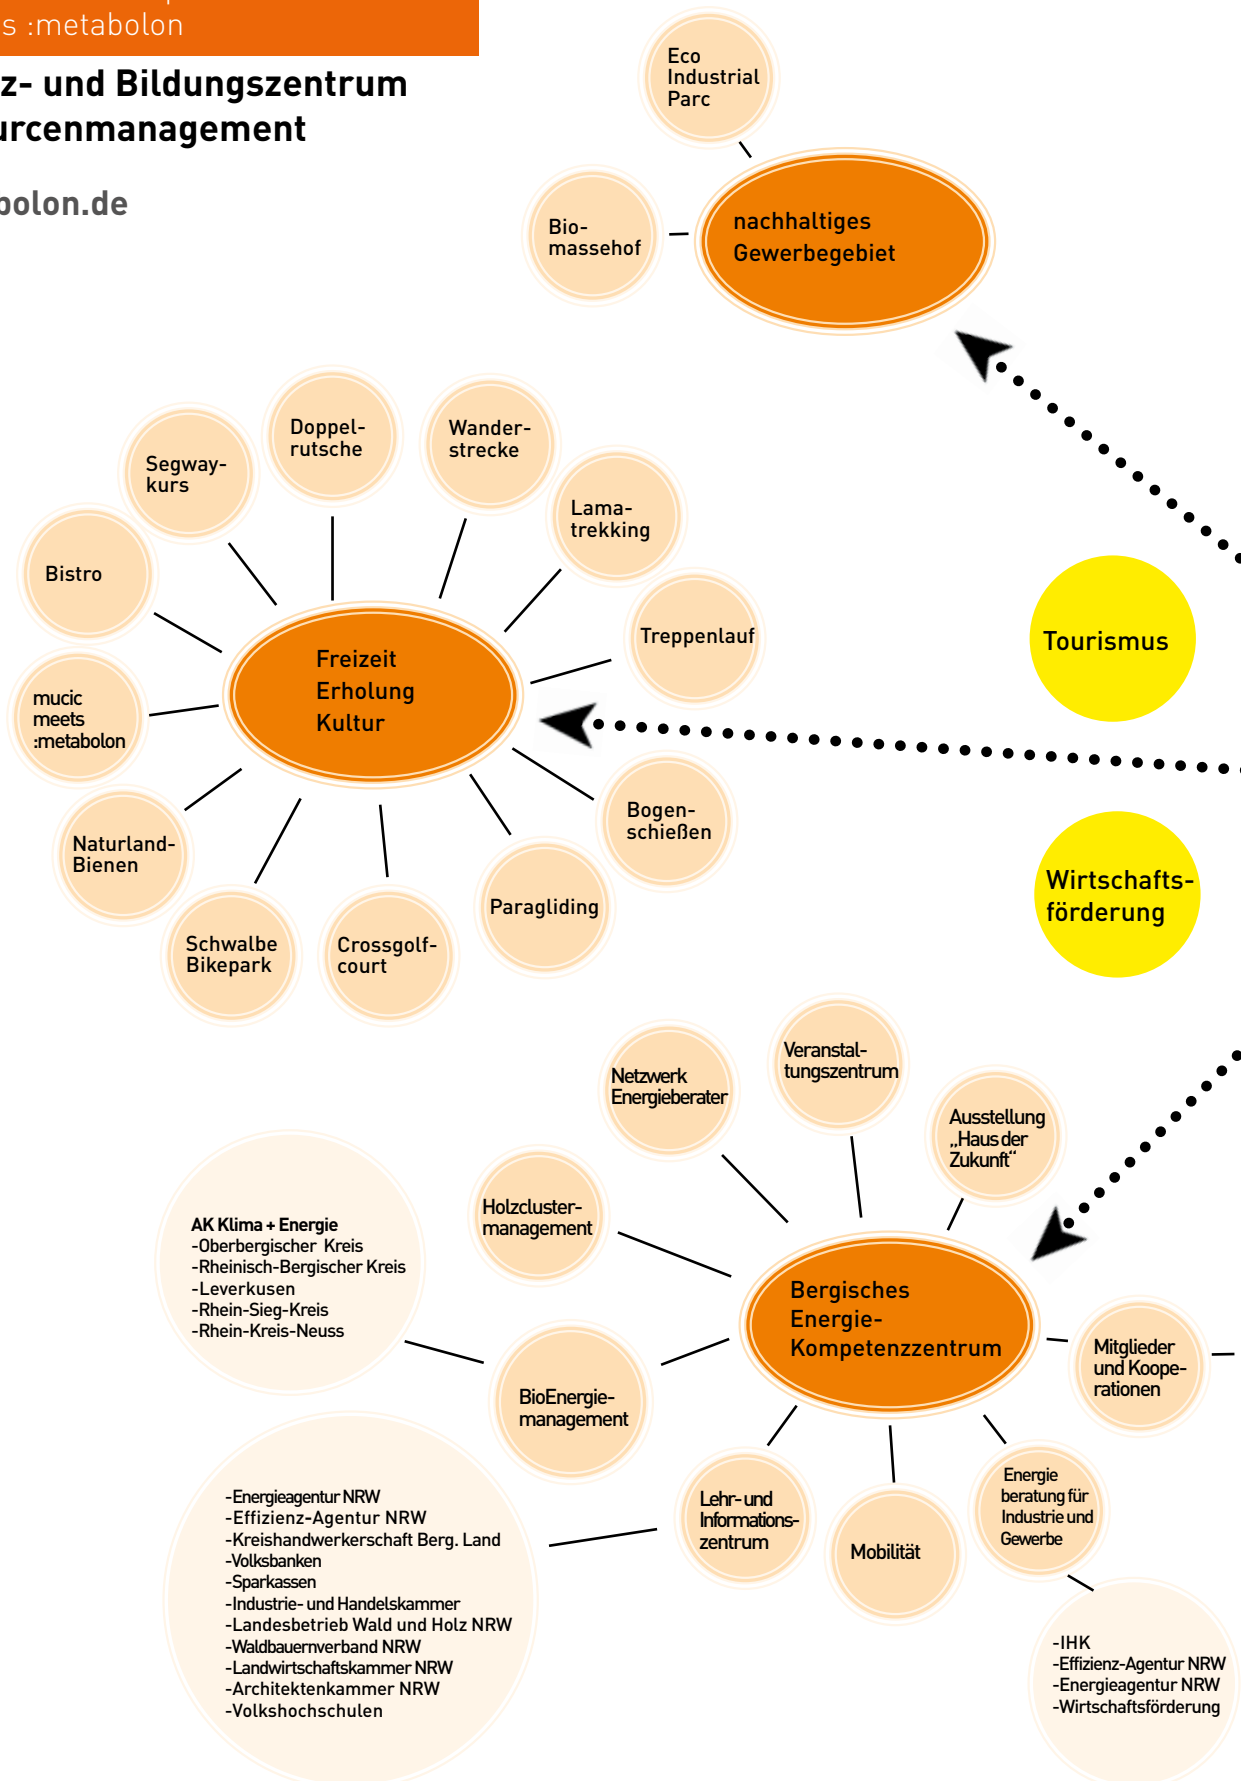 s :metabolon
z- und Bildungszentrum
urcenmanagement
bolon.de
Eco
Industrial
Parc
Bio-
massehof
nachhaltiges
Gewerbegebiet
Doppel-
rutsche
Wander-
strecke
Segway-
kurs
Lama-
trekking
Bistro
Treppenlauf
Freizeit
Erholung
Kultur
mucic
meets
:metabolon
Naturland-
Bienen
Schwalbe
Bikepark
Crossgolf-
court
Paragliding
Bogen-
schießen
Tourismus
Wirtschafts-
förderung
Netzwerk
Energieberater
Veranstal-
tungszentrum
Ausstellung
„Haus der
Zukunft“
Holzcluster-
management
AK Klima + Energie
-Oberbergischer Kreis
-Rheinisch-Bergischer Kreis
-Leverkusen
-Rhein-Sieg-Kreis
-Rhein-Kreis-Neuss
Bergisches
Energie-
Kompetenzzentrum
Mitglieder
und Koope-
rationen
BioEnergie-
management
-Energieagentur NRW
-Effizienz-Agentur NRW
-Kreishandwerkerschaft Berg. Land
-Volksbanken
-Sparkassen
-Industrie- und Handelskammer
-Landesbetrieb Wald und Holz NRW
-Waldbauernverband NRW
-Landwirtschaftskammer NRW
-Architektenkammer NRW
-Volkshochschulen
Lehr- und
Informations-
zentrum
Mobilität
Energie
beratung für
Industrie und
Gewerbe
-IHK
-Effizienz-Agentur NRW
-Energieagentur NRW
-Wirtschaftsförderung